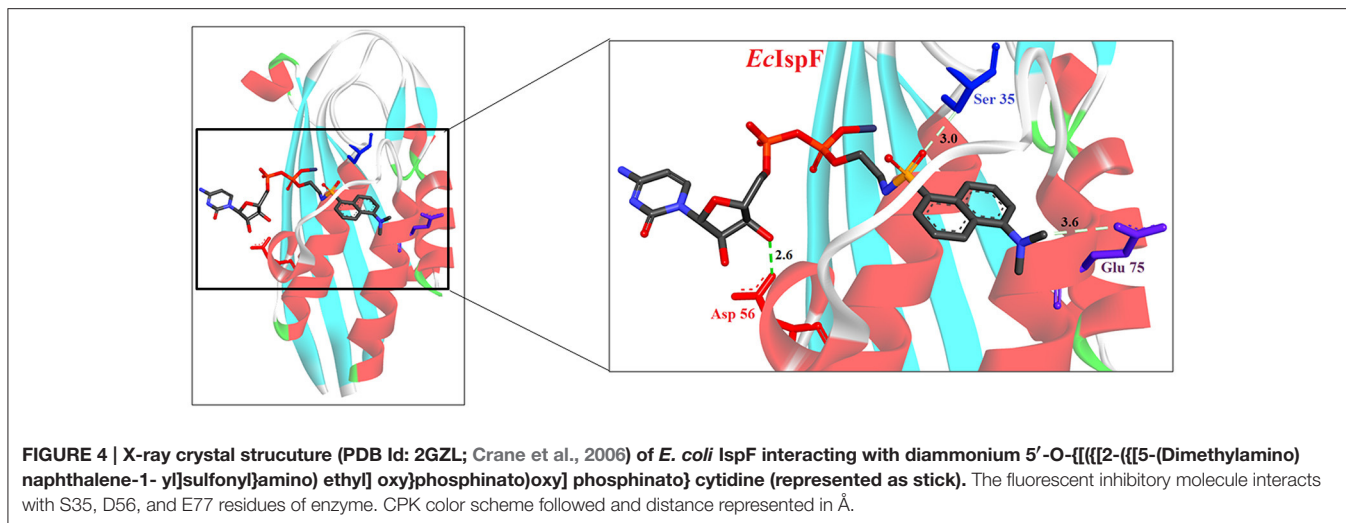 EcIspF
Ser 35
3.0
3.6
Glu 75
2.6
Asp 56
FIGURE 4 | X-ray crystal strucuture (PDB Id: 2GZL; Crane et al., 2006) of E. coli IspF interacting with diammonium 5′-O-{[({[2-({[5-(Dimethylamino)
naphthalene-1- yl]sulfonyl}amino) ethyl] oxy}phosphinato)oxy] phosphinato} cytidine (represented as stick). The fluorescent inhibitory molecule interacts
with S35, D56, and E77 residues of enzyme. CPK color scheme followed and distance represented in Å.